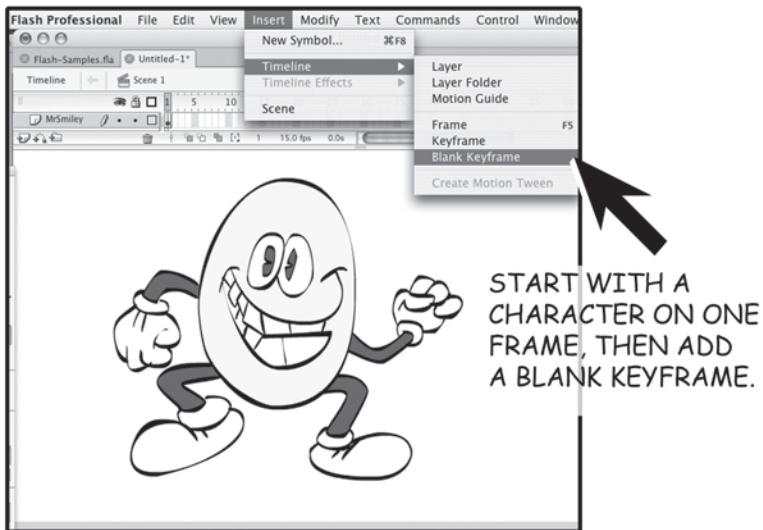 Flash Professional File Edit View Insert Modify Text Commands Control Window
New Symbol... ⌘F8
Flash-Samples.fla Untitled-1*
Timeline Scene 1
Timeline
Timeline Effects
Scene
Layer
Layer Folder
Motion Guide
Frame F5
Keyframe
Blank Keyframe
Create Motion Tween
1 5 10
MrSmiley
1 15.0 fps 0.0s
START WITH A
CHARACTER ON ONE
FRAME, THEN ADD
A BLANK KEYFRAME.